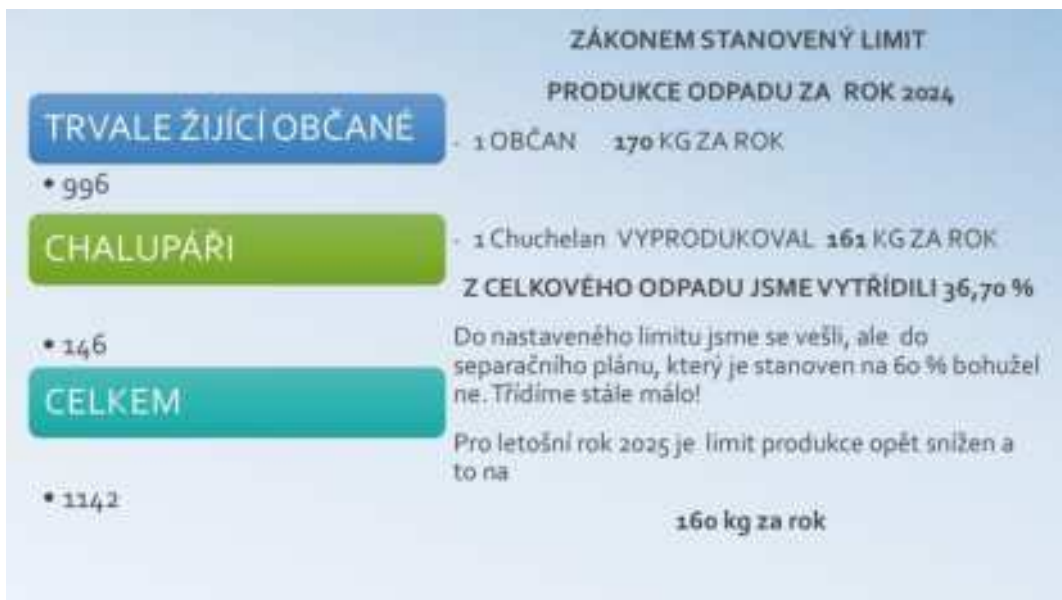 TRVALE ŽIJÍCÍ OBČANÉ
• 996
CHALUPÁŘI
• 146
CELKEM
• 1142
ZÁKONEM STANOVENÝ LIMIT
PRODUKCE ODPADU ZA ROK 2024
- 1 OBČAN 170 KG ZA ROK
- 1 Chuchelan VYPRODUKOVAL 161 KG ZA ROK
Z CELKOVÉHO ODPADU JSME VYTŘÍDILI 36,70 %
Do nastaveného limitu jsme se vešli, ale do
separačního plánu, který je stanoven na 60 % bohužel
ne. Třídíme stále málo!
Pro letošní rok 2025 je limit produkce opět snížen a
to na
160 kg za rok